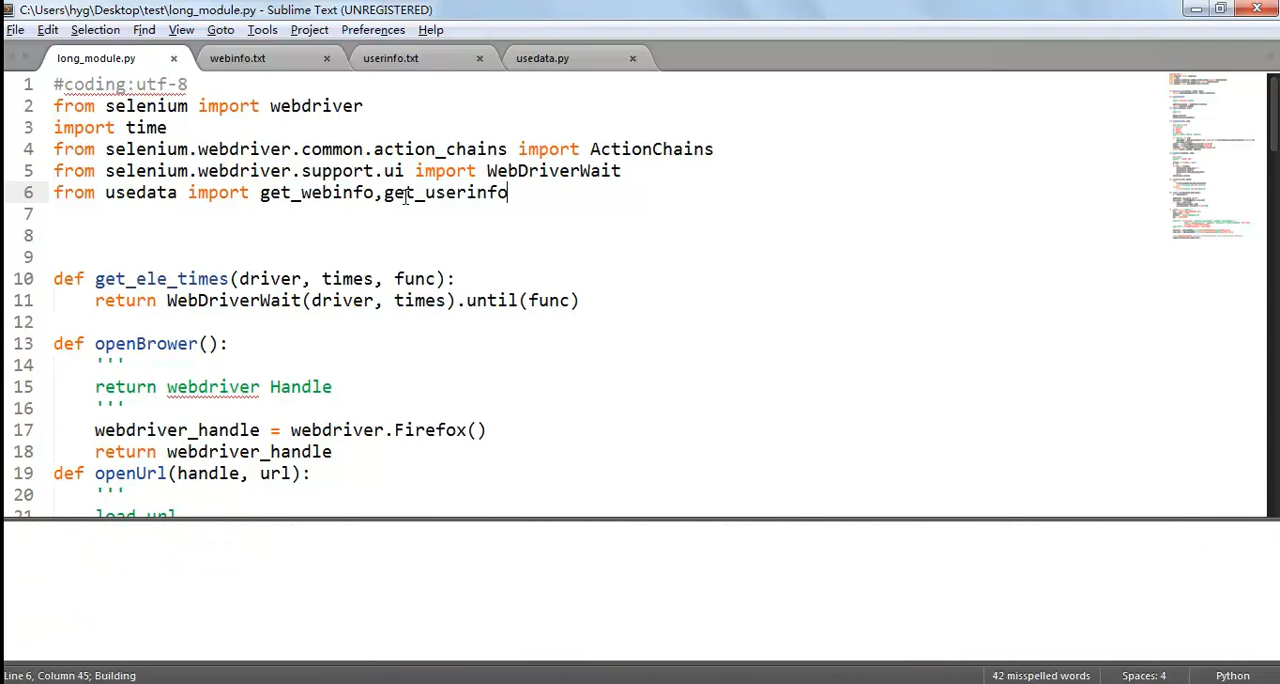 C:\Users\hyg\Desktop\test\long_module.py - Sublime Text (UNREGISTERED)
File Edit Selection Find View Goto Tools Project Preferences Help
long_module.py × webinfo.txt × userinfo.txt × usedata.py ×
1 #coding:utf-8
2 from selenium import webdriver
3 import time
4 from selenium.webdriver.common.action_chains import ActionChains
5 from selenium.webdriver.support.ui import WebDriverWait
6 from usedata import get_webinfo,get_userinfo
7
8
9
10 def get_ele_times(driver, times, func):
11 return WebDriverWait(driver, times).until(func)
12
13 def openBrower():
14 '''
15 return webdriver Handle
16 '''
17 webdriver_handle = webdriver.Firefox()
18 return webdriver_handle
19 def openUrl(handle, url):
20 '''
21 load url
Line 6, Column 45; Building 42 misspelled words Spaces: 4 Python